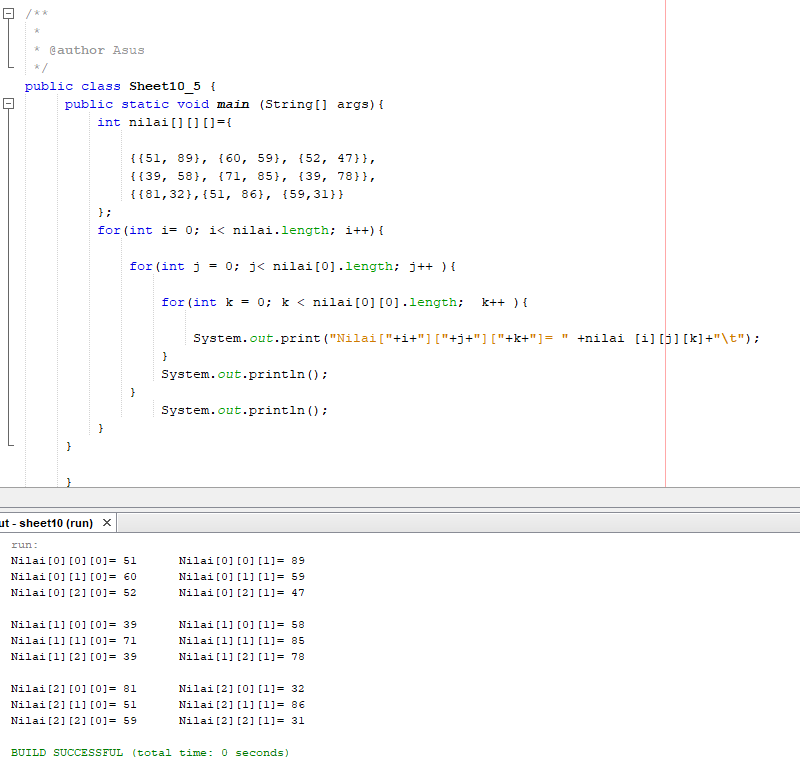 /**
*
* @author Asus
*/
public class Sheet10_5 {
public static void main (String[] args){
int nilai[][][]={
{{51, 89}, {60, 59}, {52, 47}},
{{39, 58}, {71, 85}, {39, 78}},
{{81,32},{51, 86}, {59,31}}
};
for(int i= 0; i< nilai.length; i++){
for(int j = 0; j< nilai[0].length; j++ ){
for(int k = 0; k < nilai[0][0].length;  k++ ){
System.out.print("Nilai["+i+"]["+j+"]["+k+"]= " +nilai [i][j][k]+"\t");
}
System.out.println();
}
System.out.println();
}
}
}
ut - sheet10 (run) ×
run:
Nilai[0][0][0]= 51 Nilai[0][0][1]= 89
Nilai[0][1][0]= 60 Nilai[0][1][1]= 59
Nilai[0][2][0]= 52 Nilai[0][2][1]= 47
Nilai[1][0][0]= 39 Nilai[1][0][1]= 58
Nilai[1][1][0]= 71 Nilai[1][1][1]= 85
Nilai[1][2][0]= 39 Nilai[1][2][1]= 78
Nilai[2][0][0]= 81 Nilai[2][0][1]= 32
Nilai[2][1][0]= 51 Nilai[2][1][1]= 86
Nilai[2][2][0]= 59 Nilai[2][2][1]= 31
BUILD SUCCESSFUL (total time: 0 seconds)